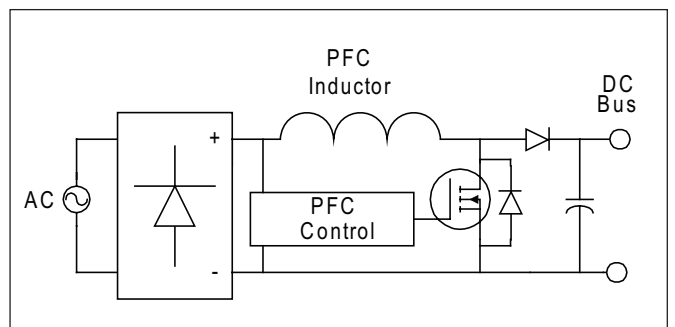 PFC
Inductor
DC
Bus
+
AC
PFC
Control
-